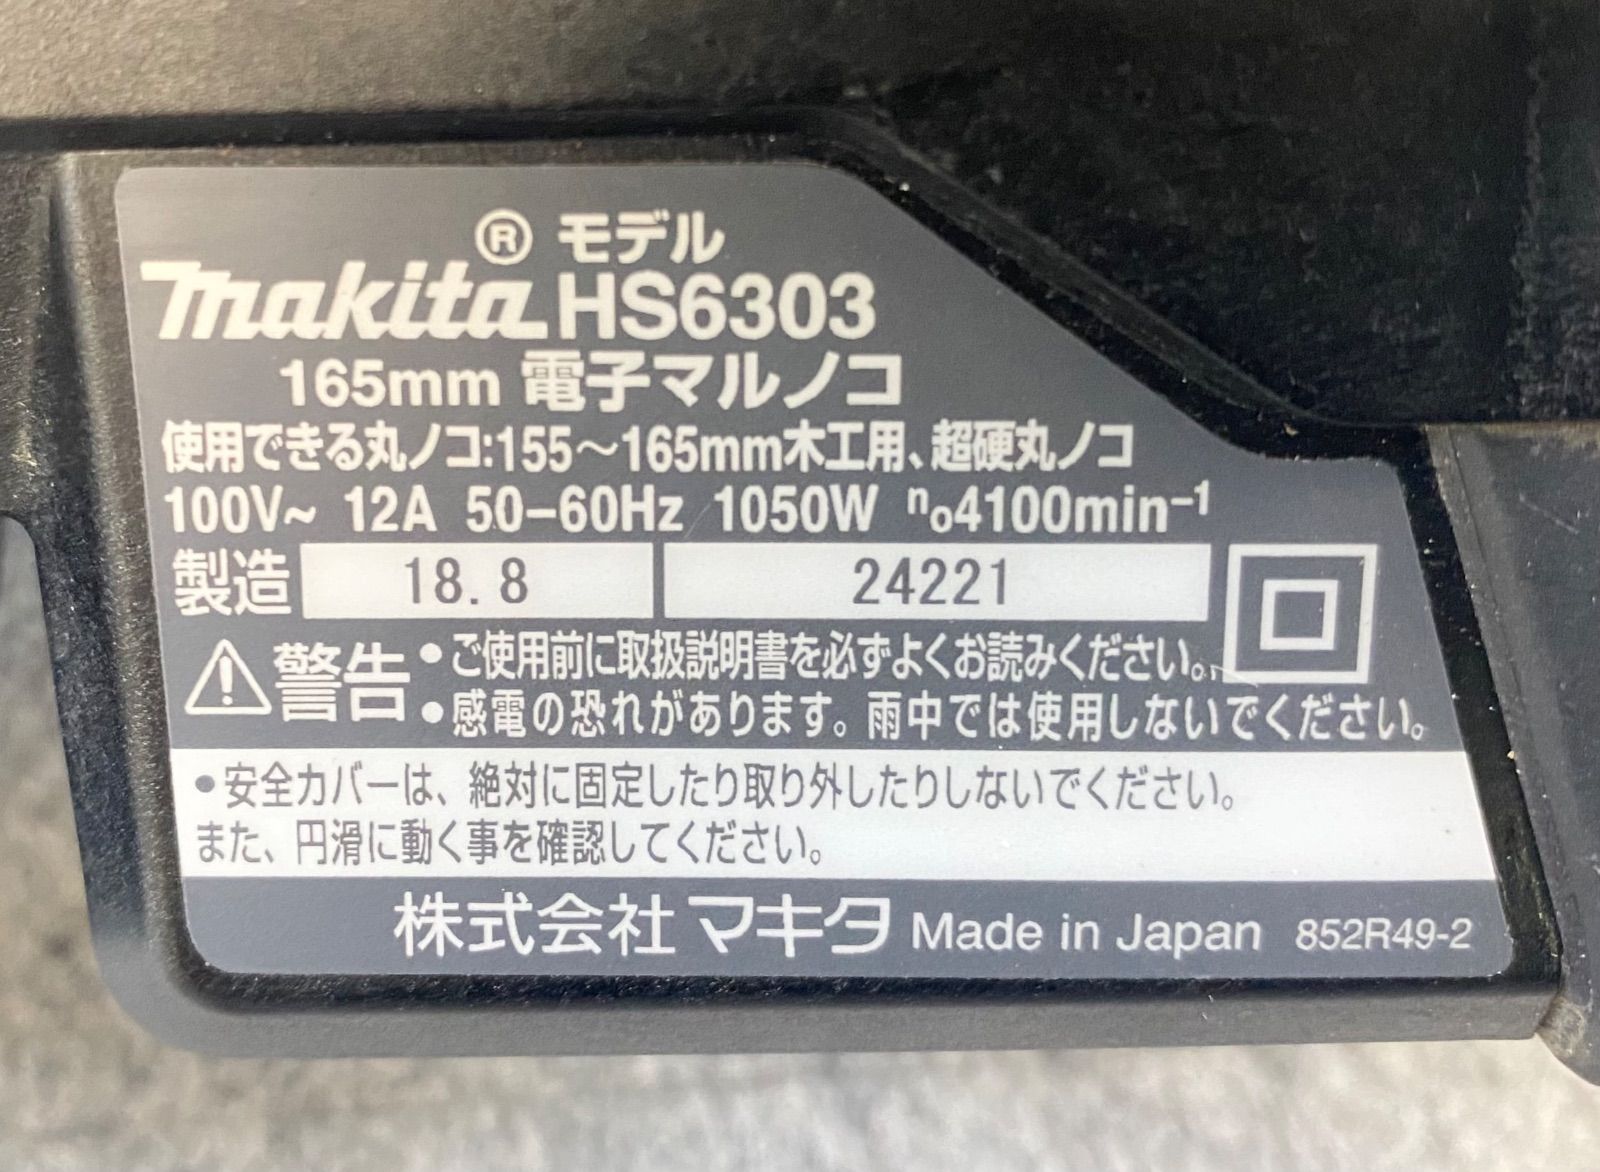 ® モデル
makita HS6303
165mm 電子マルノコ
使用できる丸ノコ:155～165mm木工用、超硬丸ノコ
100V~ 12A 50-60Hz 1050W n₀4100min⁻¹
製造 18.8 24221
警告 •ご使用前に取扱説明書を必ずよくお読みください。
•感電の恐れがあります。雨中では使用しないでください。
•安全カバーは、絶対に固定したり取り外したりしないでください。
また、円滑に動く事を確認してください。
株式会社マキタ Made in Japan 852R49-2